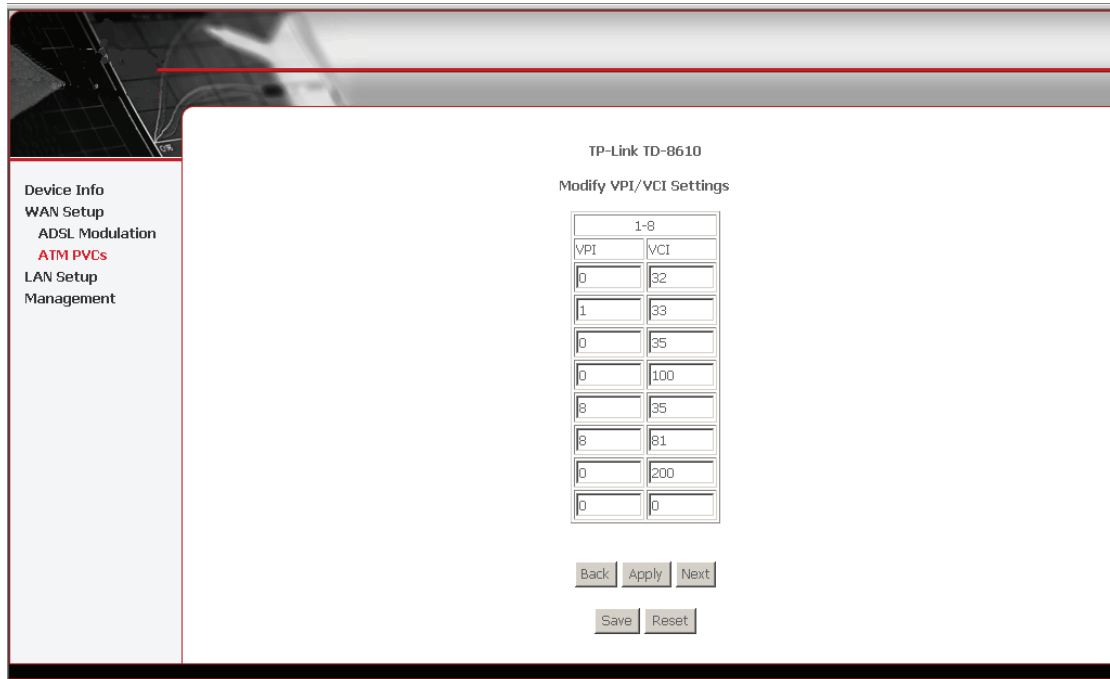 0%
TP-Link TD-8610
Modify VPI/VCI Settings
Device Info
WAN Setup
ADSL Modulation
ATM PVCs
LAN Setup
Management
1-8
VPI VCI
0 32
1 33
0 35
0 100
8 35
8 81
0 200
0 0
Back Apply Next
Save Reset